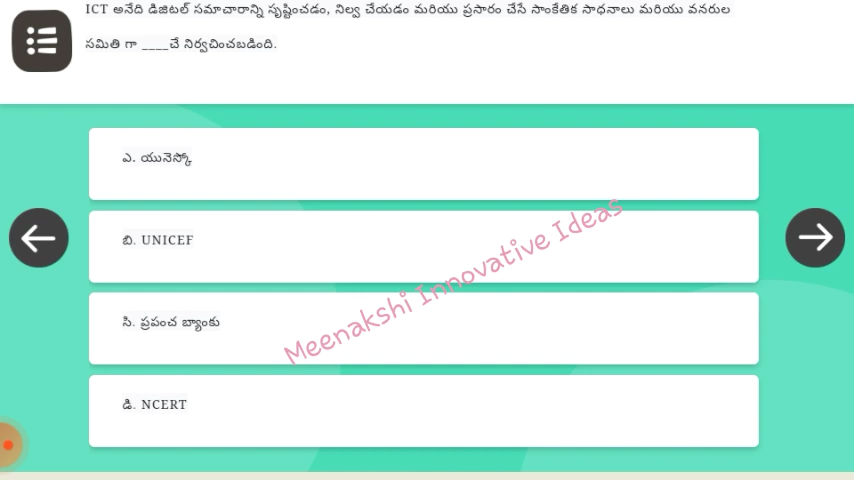 ICT అనేది డిజిటల్ సమాచారాన్ని సృష్టించడం, నిల్వ చేయడం మరియు ప్రసారం చేసే సాంకేతిక సాధనాలు మరియు వనరుల
సమితి గా ____చే నిర్వచించబడింది.
ఎ. యునెస్కో
బి. UNICEF
సి. ప్రపంచ బ్యాంకు
డి. NCERT
Meenakshi Innovative Ideas